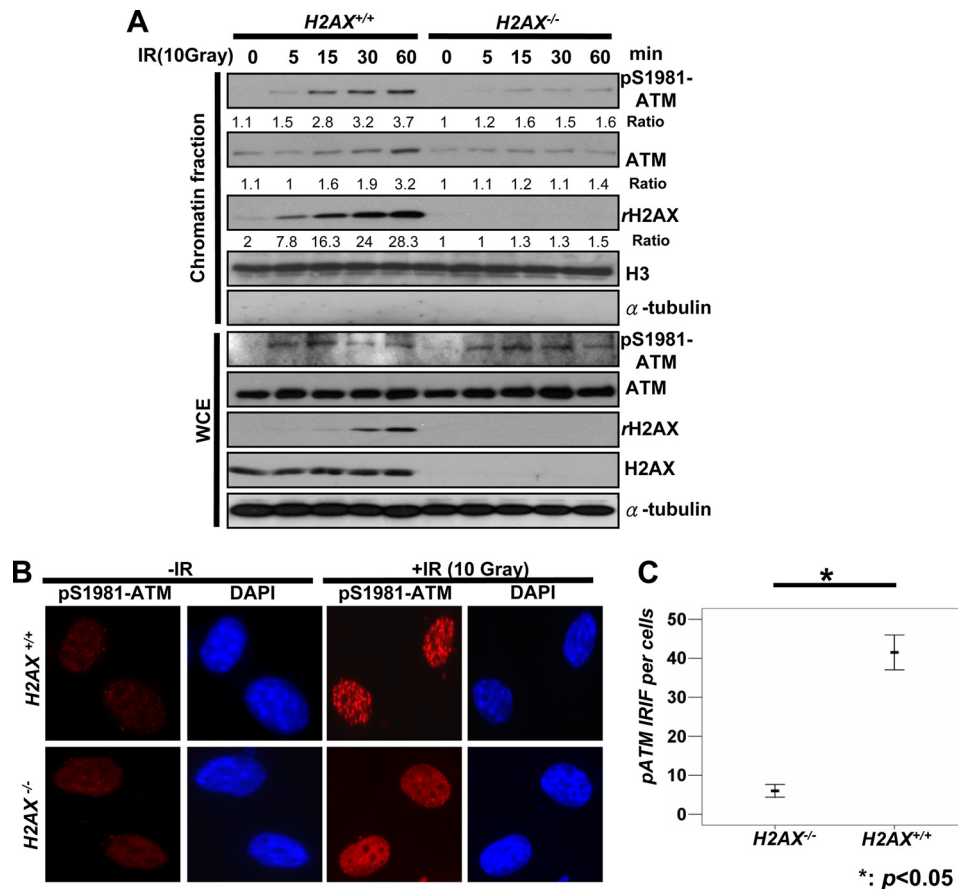 A
H2AX+/+ H2AX-/-
IR(10Gray) 0 5 15 30 60 0 5 15 30 60 min
Chromatin fraction
pS1981-
ATM
1.1 1.5 2.8 3.2 3.7 1 1.2 1.6 1.5 1.6 Ratio
ATM
1.1 1 1.6 1.9 3.2 1 1.1 1.2 1.1 1.4 Ratio
rH2AX
2 7.8 16.3 24 28.3 1 1 1.3 1.3 1.5 Ratio
H3
α-tubulin
WCE
pS1981-
ATM
ATM
rH2AX
H2AX
α-tubulin
B
-IR +IR (10 Gray)
pS1981-ATM DAPI pS1981-ATM DAPI
H2AX+/+
H2AX-/-
C
*
pATM IRIF per cells
50
40
30
20
10
0
H2AX-/- H2AX+/+
*: p<0.05